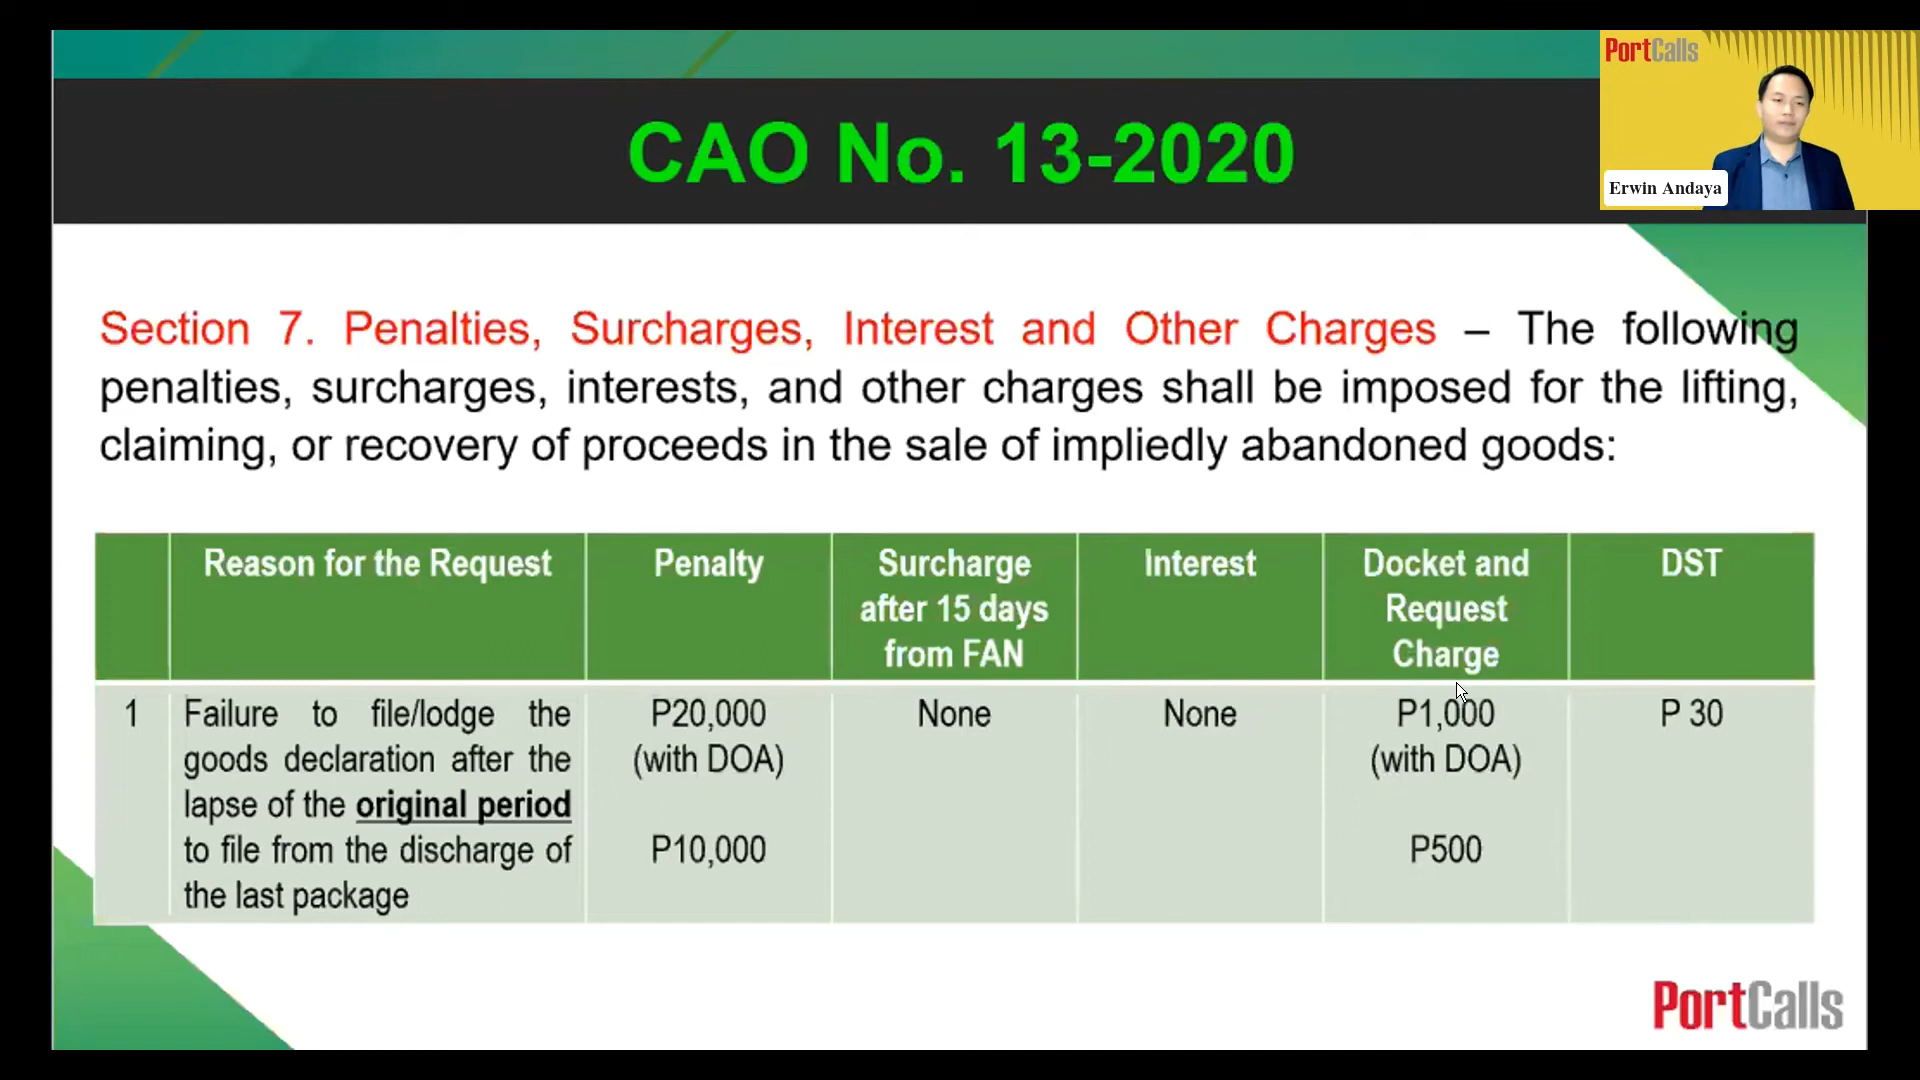 PortCalls
Erwin Andaya
CAO No. 13-2020
Section 7. Penalties, Surcharges, Interest and Other Charges – The following
penalties, surcharges, interests, and other charges shall be imposed for the lifting,
claiming, or recovery of proceeds in the sale of impliedly abandoned goods:
Reason for the Request
Penalty
Surcharge
after 15 days
from FAN
Interest
Docket and
Request
Charge
DST
1
Failure to file/lodge the
goods declaration after the
lapse of the original period
to file from the discharge of
the last package
P20,000
(with DOA)
P10,000
None
None
P1,000
(with DOA)
P500
P 30
PortCalls